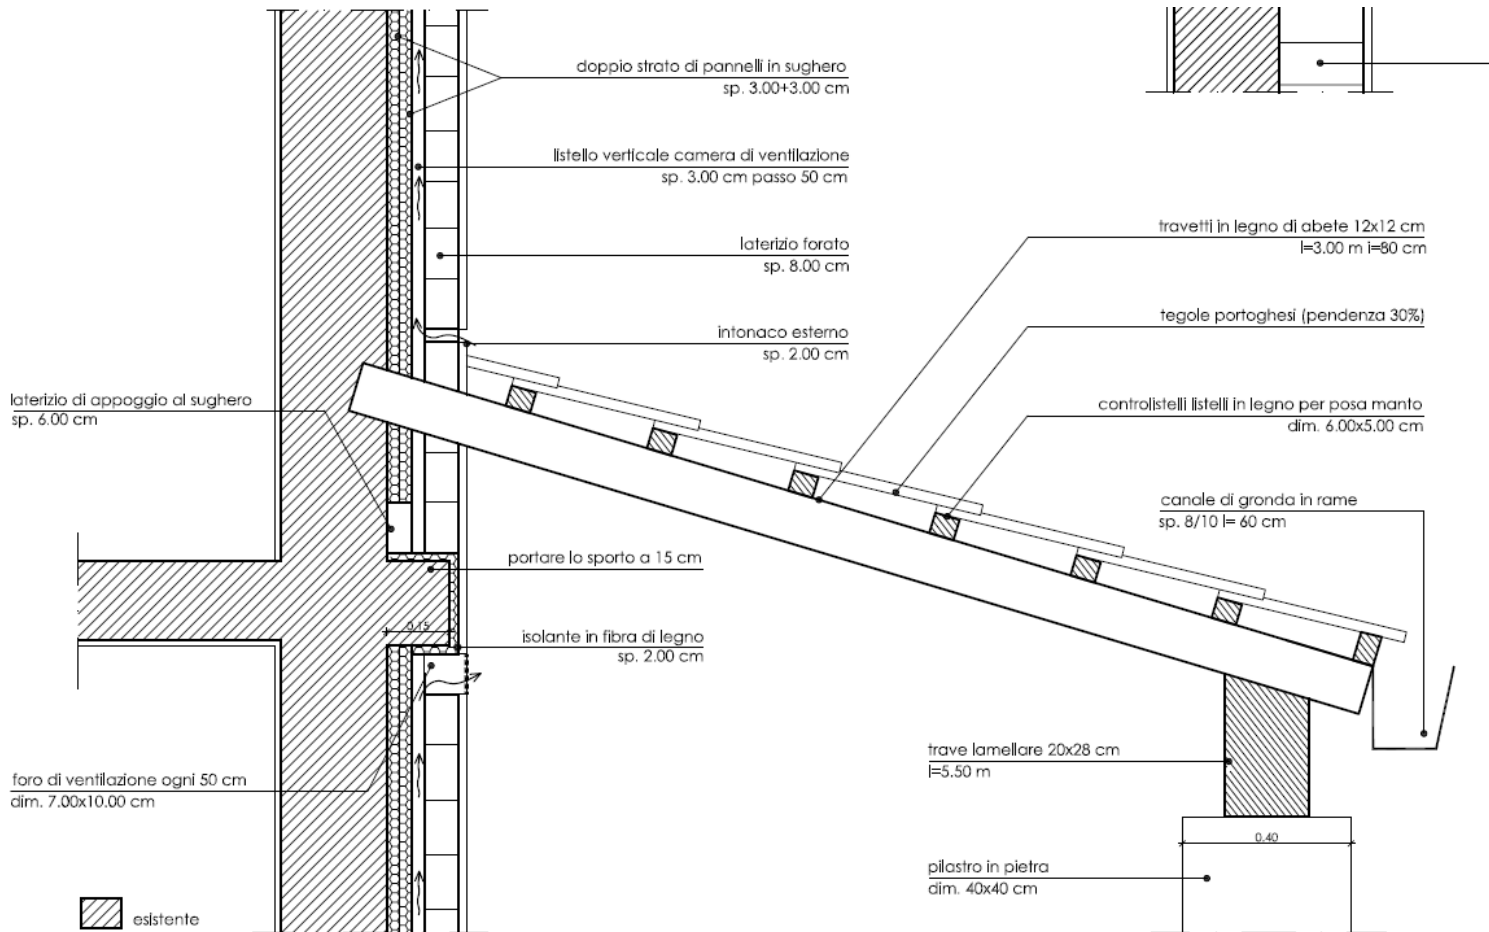 doppio strato di pannelli in sughero
sp. 3.00+3.00 cm
listello verticale camera di ventilazione
sp. 3.00 cm passo 50 cm
laterizio forato
sp. 8.00 cm
intonaco esterno
sp. 2.00 cm
laterizio di appoggio al sughero
sp. 6.00 cm
portare lo sporto a 15 cm
0.15
isolante in fibra di legno
sp. 2.00 cm
foro di ventilazione ogni 50 cm
dim. 7.00x10.00 cm
esistente
travetti in legno di abete 12x12 cm
l=3.00 m i=80 cm
tegole portoghesi (pendenza 30%)
controlistelli listelli in legno per posa manto
dim. 6.00x5.00 cm
canale di gronda in rame
sp. 8/10 l= 60 cm
trave lamellare 20x28 cm
l=5.50 m
0.40
pilastro in pietra
dim. 40x40 cm